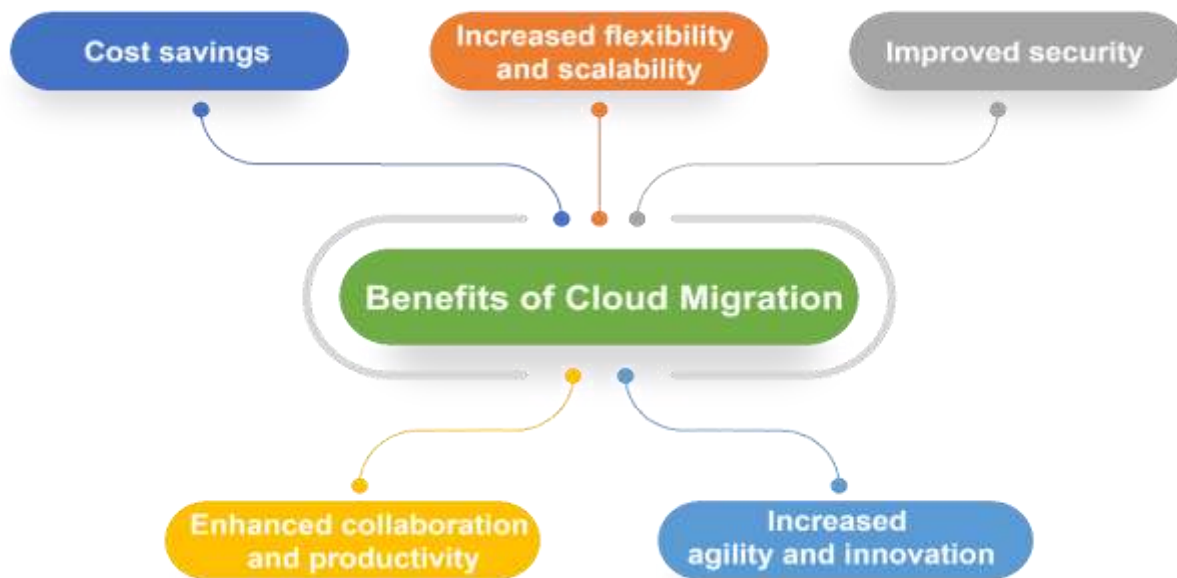 Cost savings
Increased flexibility
and scalability
Improved security
Benefits of Cloud Migration
Enhanced collaboration
and productivity
Increased
agility and innovation